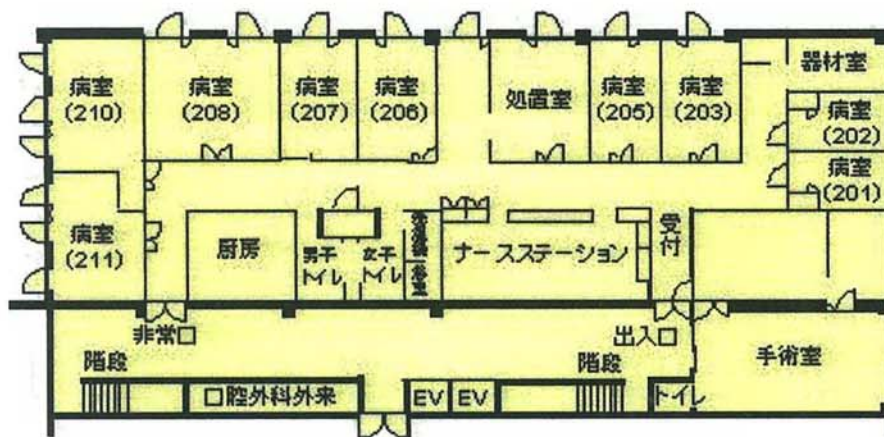 病室
(210)
病室
(208)
病室
(207)
病室
(206)
処置室
病室
(205)
病室
(203)
器材室
病室
(202)
病室
(201)
病室
(211)
厨房
男子
トイレ
女子
トイレ
浴室
ナースステーション
受付
非常口
出入口
階段
階段
手術室
口腔外科外来
EV
EV
トイレ